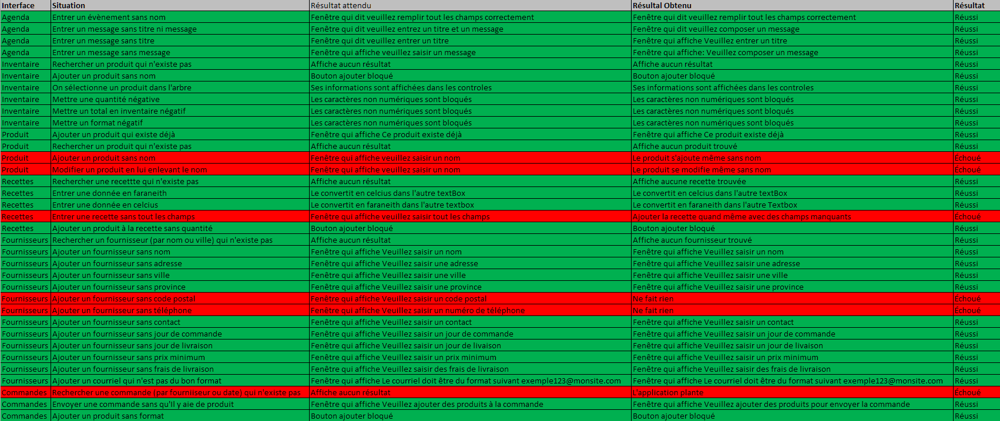 Interface Situation Résultat attendu Résultal Obtenu Résultat
Agenda Entrer un évènement sans nom Fenêtre qui dit veuillez remplir tout les champs correctement Fenêtre qui dit veuillez remplir tout les champs correctement Réussi
Agenda Entrer un message sans titre ni message Fenêtre qui dit veuillez entrez un titre et un message Fenêtre qui dit veuillez composer un message Réussi
Agenda Entrer un message sans titre Fenêtre qui dit veuillez entrer un titre Fenêtre qui affiche Veuillez entrer un titre Réussi
Agenda Entrer un message sans message Fenêtre qui affiche veuillez saisir un message Fenêtre qui affiche: Veuillez composer un message Réussi
Inventaire Rechercher un produit qui n'existe pas Affiche aucun résultat Affiche aucun résultat Réussi
Inventaire Ajouter un produit sans nom Bouton ajouter bloqué Bouton ajouter bloqué Réussi
Inventaire On sélectionne un produit dans l'arbre Ses informations sont affichées dans les controles Ses informations sont affichées dans les controles Réussi
Inventaire Mettre une quantité négative Les caractères non numériques sont bloqués Les caractères non numériques sont bloqués Réussi
Inventaire Mettre un total en inventaire négatif Les caractères non numériques sont bloqués Les caractères non numériques sont bloqués Réussi
Inventaire Mettre un format négatif Les caractères non numériques sont bloqués Les caractères non numériques sont bloqués Réussi
Produit Ajouter un produit qui existe déjà Fenêtre qui affiche Ce produit existe déjà Fenêtre qui affiche Ce produit existe déjà Réussi
Produit Rechercher un produit qui n'existe pas Affiche aucun résultat Affiche aucun produit trouvé Réussi
Produit Ajouter un produit sans nom Fenêtre qui affiche veuillez saisir un nom Le produit s'ajoute même sans nom Échoué
Produit Modifier un produit en lui enlevant le nom Fenêtre qui affiche veuillez saisir un nom Le produit se modifie même sans nom Échoué
Recettes Rechercher une recettte qui n'existe pas Affiche aucun résultat Affiche aucune recette trouvée Réussi
Recettes Entrer une donnée en faraneith Le convertit en celcius dans l'autre textBox Le convertit en celcius dans l'autre textBox Réussi
Recettes Entrer une donnée en celcius Le convertit en faraneith dans l'autre textbox Le convertit en faraneith dans l'autre Textbox Réussi
Recettes Entrer une recette sans tout les champs Fenêtre qui affiche veuillez saisir tout les champs Ajouter la recette quand même avec des champs manquants Échoué
Recettes Ajouter un produit à la recette sans quantité Bouton ajouter bloqué Bouton ajouter bloqué Réussi
Fournisseurs Rechercher un fournisseur (par nom ou ville) qui n'existe pas Affiche aucun résultat Affiche aucun fournisseur trouvé Réussi
Fournisseurs Ajouter un fournisseur sans nom Fenêtre qui affiche Veuillez saisir un nom Fenêtre qui affiche Veuillez saisir un nom Réussi
Fournisseurs Ajouter un fournisseur sans adresse Fenêtre qui affiche Veuillez saisir une adresse Fenêtre qui affiche Veuillez saisir une adresse Réussi
Fournisseurs Ajouter un fournisseur sans ville Fenêtre qui affiche Veuillez saisir une ville Fenêtre qui affiche Veuillez saisir une ville Réussi
Fournisseurs Ajouter un fournisseur sans province Fenêtre qui affiche Veuillez saisir une province Fenêtre qui affiche Veuillez saisir une province Réussi
Fournisseurs Ajouter un fournisseur sans code postal Fenêtre qui affiche Veuillez saisir un code postal Ne fait rien Échoué
Fournisseurs Ajouter un fournisseur sans téléphone Fenêtre qui affiche Veuillez saisir un numéro de téléphone Ne fait rien Échoué
Fournisseurs Ajouter un fournisseur sans contact Fenêtre qui affiche Veuillez saisir un contact Fenêtre qui affiche Veuillez saisir un contact Réussi
Fournisseurs Ajouter un fournisseur sans jour de commande Fenêtre qui affiche Veuillez saisir un jour de commande Fenêtre qui affiche Veuillez saisir un jour de commande Réussi
Fournisseurs Ajouter un fournisseur sans jour de livraison Fenêtre qui affiche Veuillez saisir un jour de livaison Fenêtre qui affiche Veuillez saisir un jour de livraison Réussi
Fournisseurs Ajouter un fournisseur sans prix minimum Fenêtre qui affiche Veuillez saisir un prix minimum Fenêtre qui affiche Veuillez saisir un prix minimum Réussi
Fournisseurs Ajouter un fournisseur sans frais de livraison Fenêtre qui affiche Veuillez saisir des frais de livraison Fenêtre qui affiche Veuillez saisir des frais de livraison Réussi
Fournisseurs Ajouter un courriel qui n'est pas du bon format Fenêtre qui affiche Le courriel doit être du format suivant exemple123@monsite.com Fenêtre qui affiche Le courriel doit être du format suivant exemple123@monsite.com Réussi
Commandes Rechercher une commande (par fourniiseur ou date) qui n'existe pas Affiche aucun résultat L'application plante Échoué
Commandes Envoyer une commande sans qu'Il y aie de produit Fenêtre qui affiche Veuillez ajouter des produits à la commande Fenêtre qui affiche Veuillez ajouter des produits pour envoyer la commande Réussi
Commandes Ajouter un produit sans format Bouton ajouter bloqué Bouton ajouter bloqué Réussi